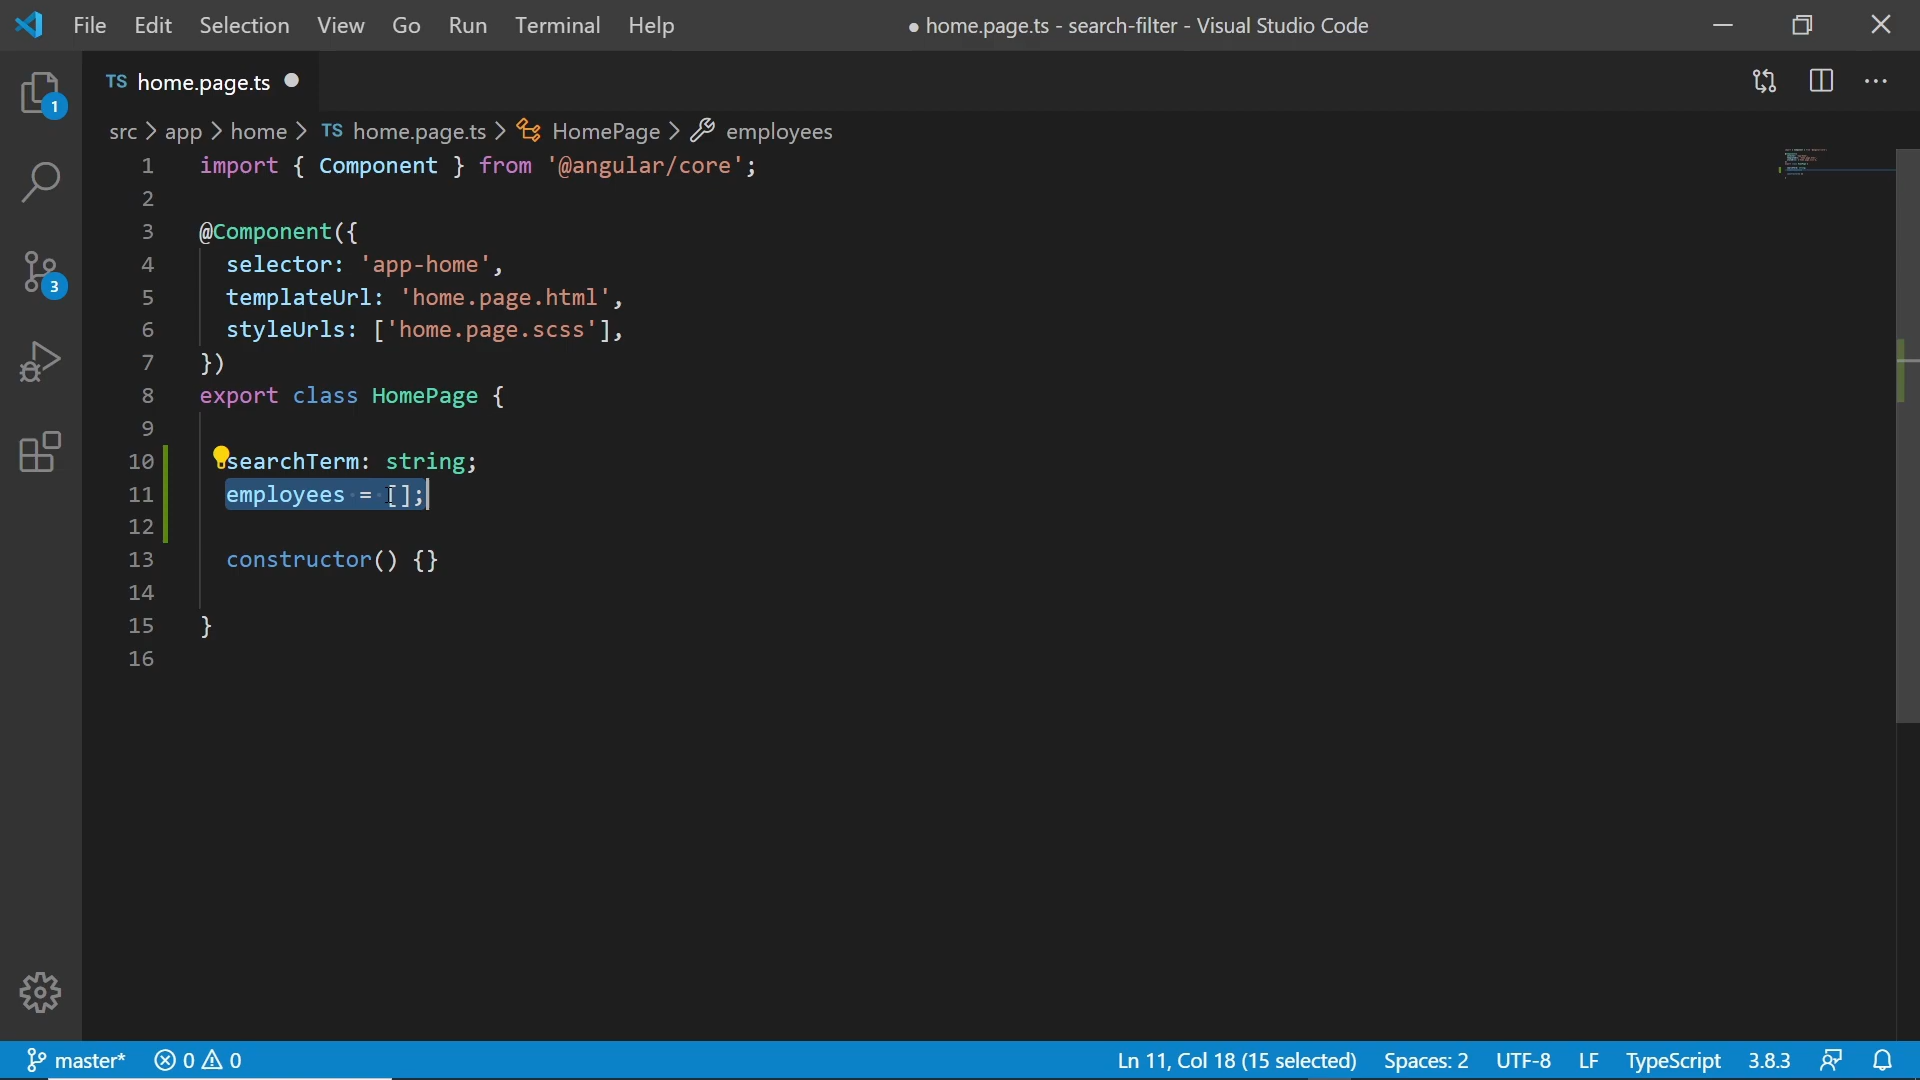 File Edit Selection View Go Run Terminal Help
● home.page.ts - search-filter - Visual Studio Code
TS home.page.ts ●
src > app > home > TS home.page.ts > HomePage > employees
1
3
1 import { Component } from '@angular/core';
2
3 @Component({
4 selector: 'app-home',
5 templateUrl: 'home.page.html',
6 styleUrls: ['home.page.scss'],
7 })
8 export class HomePage {
9
10 searchTerm: string;
11 employees = [];
12
13 constructor() {}
14
15 }
16
master* 0 0 Ln 11, Col 18 (15 selected) Spaces: 2 UTF-8 LF TypeScript 3.8.3